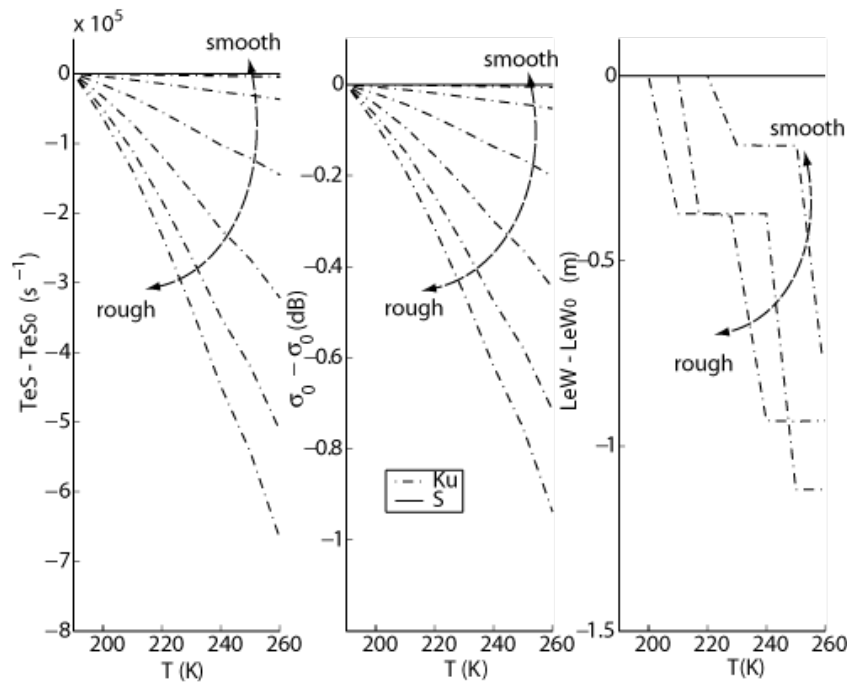 x 10⁵
smooth
0
−1
−2
−3
−4
−5
−6
−7
−8
rough
TeS - TeS₀ (s⁻¹)
200 220 240 260
T (K)
smooth
0
−0.2
−0.4
−0.6
−0.8
−1
rough
σ₀ − σ₀ (dB)
Ku
S
200 220 240 260
T (K)
0
smooth
−0.5
−1
−1.5
rough
LeW - LeW₀ (m)
200 220 240 260
T(K)